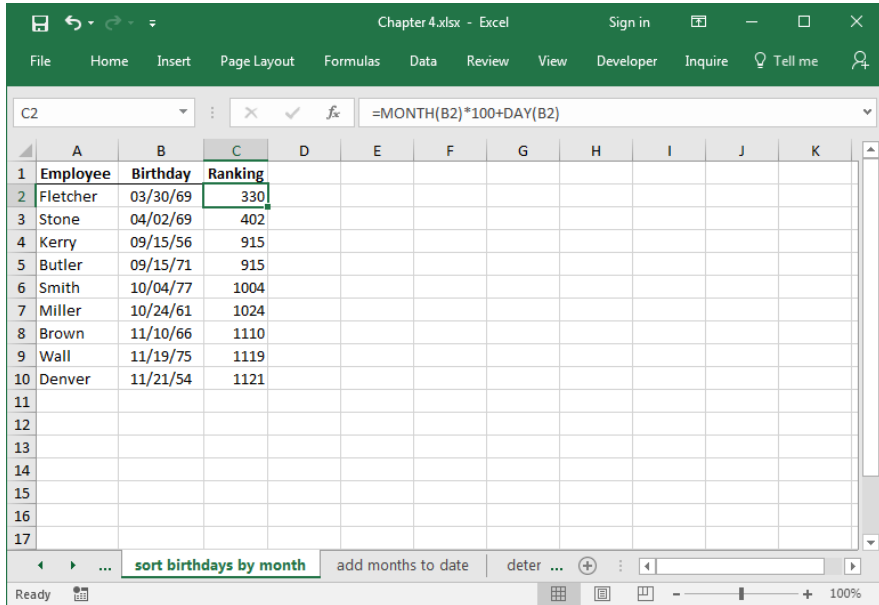 Chapter 4.xlsx - Excel Sign in
File Home Insert Page Layout Formulas Data Review View Developer Inquire Tell me
C2 fx =MONTH(B2)*100+DAY(B2)
A B C D E F G H I J K
1 Employee Birthday Ranking
2 Fletcher 03/30/69 330
3 Stone 04/02/69 402
4 Kerry 09/15/56 915
5 Butler 09/15/71 915
6 Smith 10/04/77 1004
7 Miller 10/24/61 1024
8 Brown 11/10/66 1110
9 Wall 11/19/75 1119
10 Denver 11/21/54 1121
11
12
13
14
15
16
17
... sort birthdays by month add months to date deter ...
Ready 100%